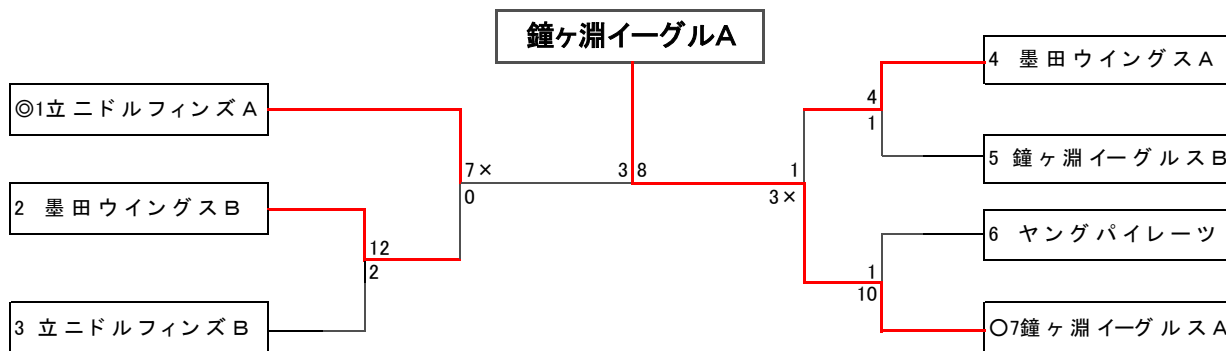 鐘ヶ淵イーグルA
◎1立ニドルフィンズA
2 墨田ウイングスB
3 立ニドルフィンズB
7×
0
12
2
3 8
1
3×
4
1
1
10
4 墨田ウイングスA
5 鐘ヶ淵イーグルスB
6 ヤングパイレーツ
〇7鐘ヶ淵イーグルスA